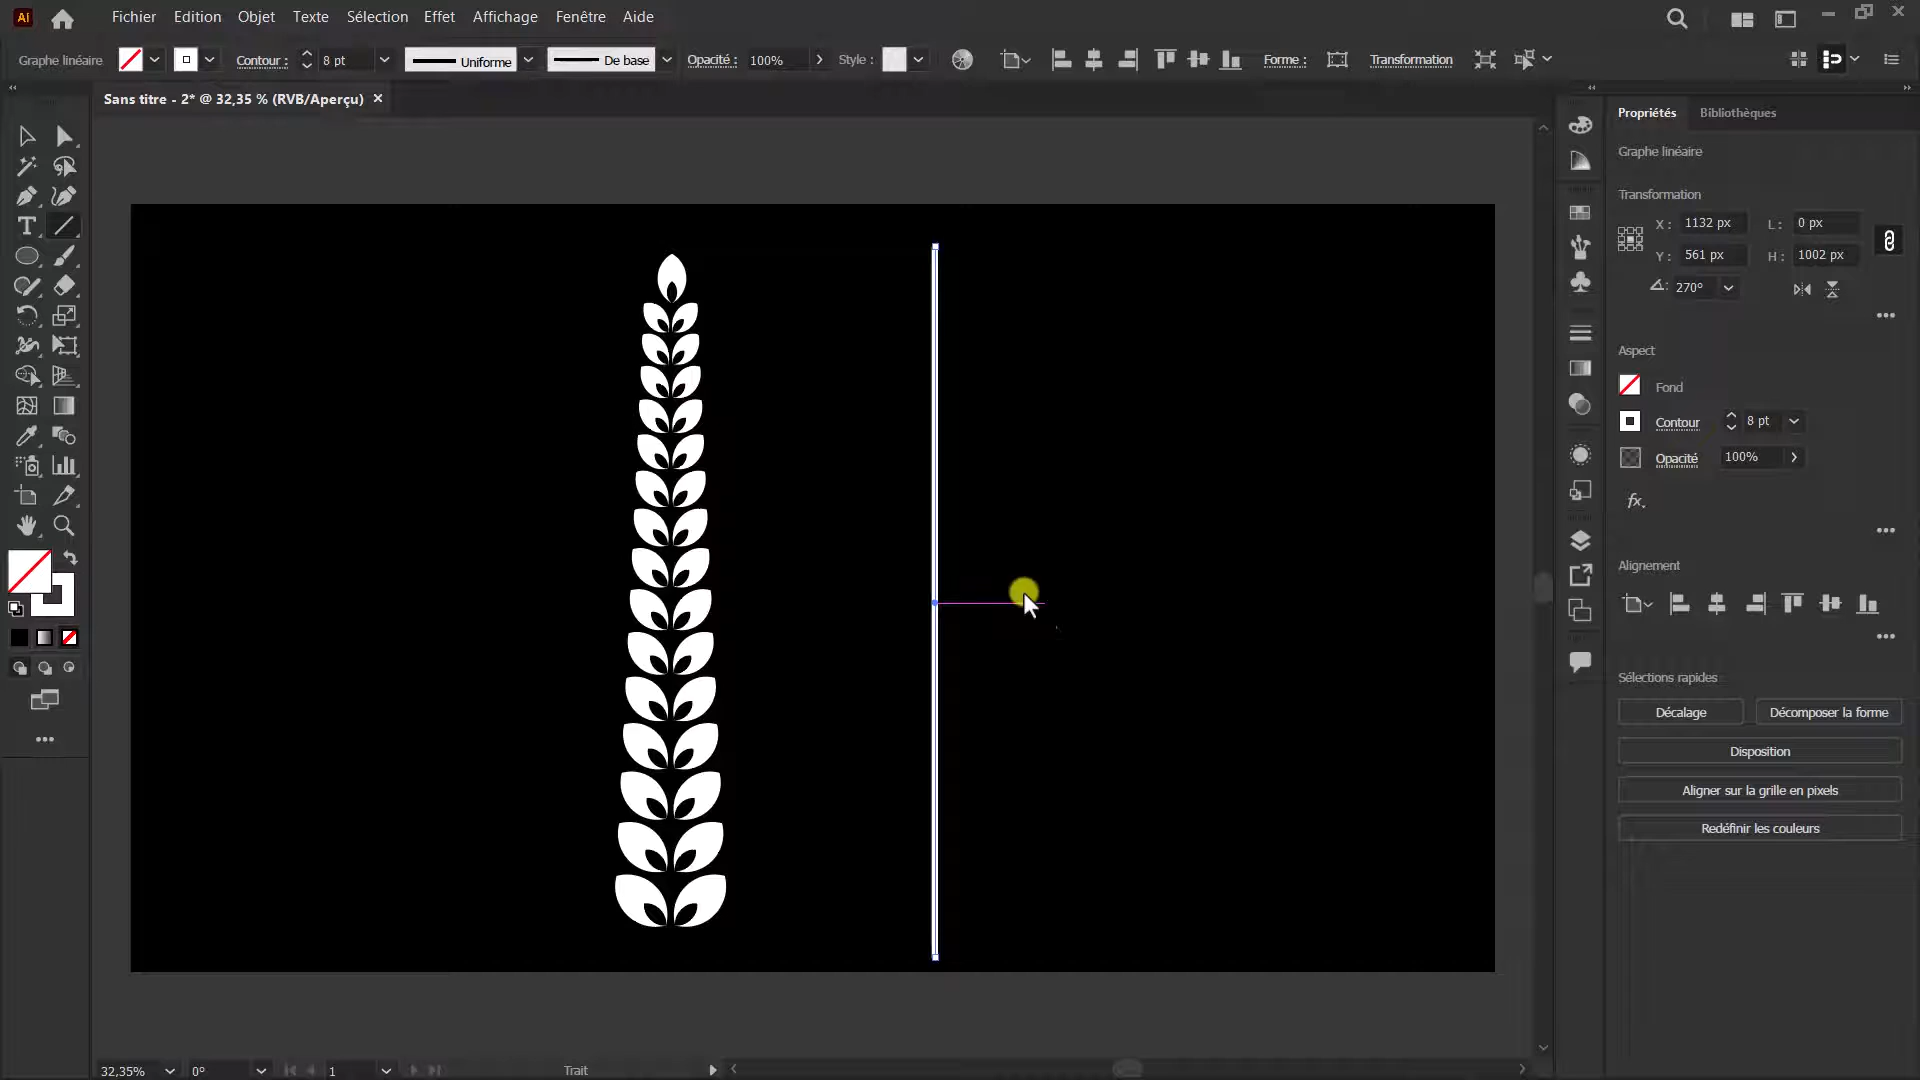 Ai Fichier Edition Objet Texte Sélection Effet Affichage Fenêtre Aide
Graphe linéaire Contour : 8 pt Uniforme De base Opacité : 100% Style : Forme : Transformation
Sans titre - 2* @ 32,35 % (RVB/Aperçu)
Propriétés Bibliothèques
Graphe linéaire
Transformation
X : 1132 px L : 0 px
Y : 561 px H : 1002 px
270°
Aspect
Fond
Contour 8 pt
Opacité 100%
fx.
Alignement
Sélections rapides
Décalage Décomposer la forme
Disposition
Aligner sur la grille en pixels
Redéfinir les couleurs
32,35% 0° 1 Trait